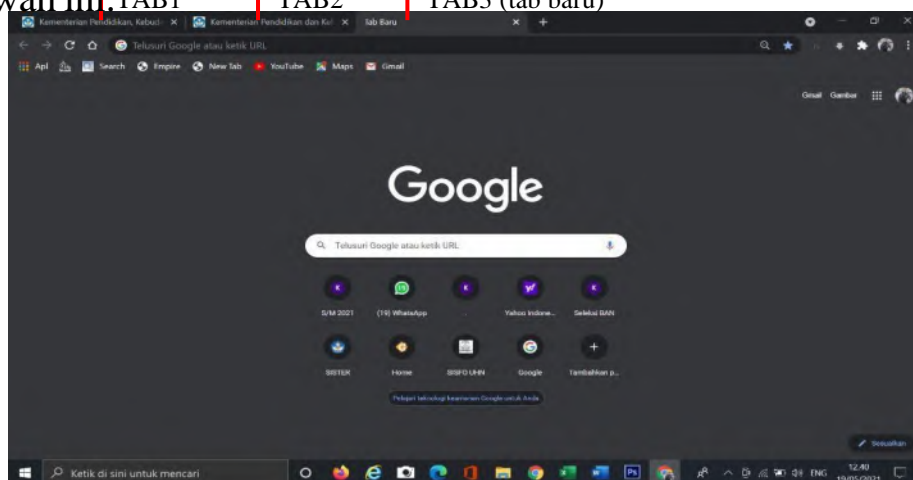 wah ini. TAB1 TAB2 TAB3 (tab baru)
Kementerian Pendidikan, Kebud Kementerian Pendidikan dan Ke Tab Baru
Telusuri Google atau ketik URL
Apl Search Empire New Tab YouTube Maps Gmail
Gmail Gambar
Google
Telusuri Google atau ketik URL
S/M 2021 (19) WhatsApp Yahoo Indone... Seleksi BAN
SISTER Home SISFO UHN Google Tambahkan p...
Pelajari teknologi keamanan Google untuk Anda
Sesuaikan
Ketik di sini untuk mencari ENG 12.40
19/05/2021